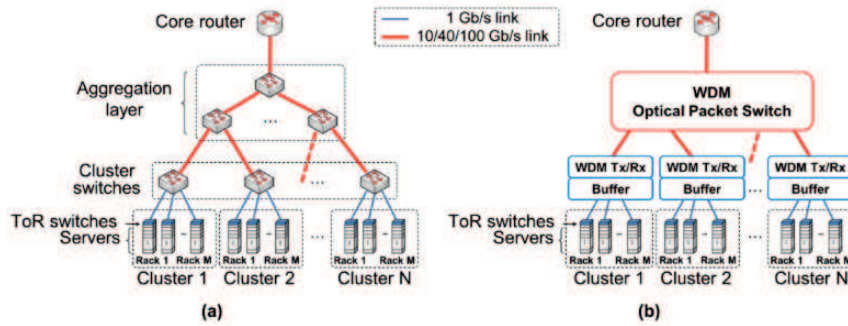 Core router
1 Gb/s link
10/40/100 Gb/s link
Aggregation
layer
...
Cluster
switches
...
ToR switches
Servers
Rack 1
Rack M
Rack 1
Rack M
...
Rack 1
Rack M
Cluster 1
Cluster 2
Cluster N
(a)
Core router
WDM
Optical Packet Switch
WDM Tx/Rx
WDM Tx/Rx
WDM Tx/Rx
Buffer
Buffer
...
Buffer
ToR switches
Servers
Rack 1
Rack M
Rack 1
Rack M
...
Rack 1
Rack M
Cluster 1
Cluster 2
Cluster N
(b)